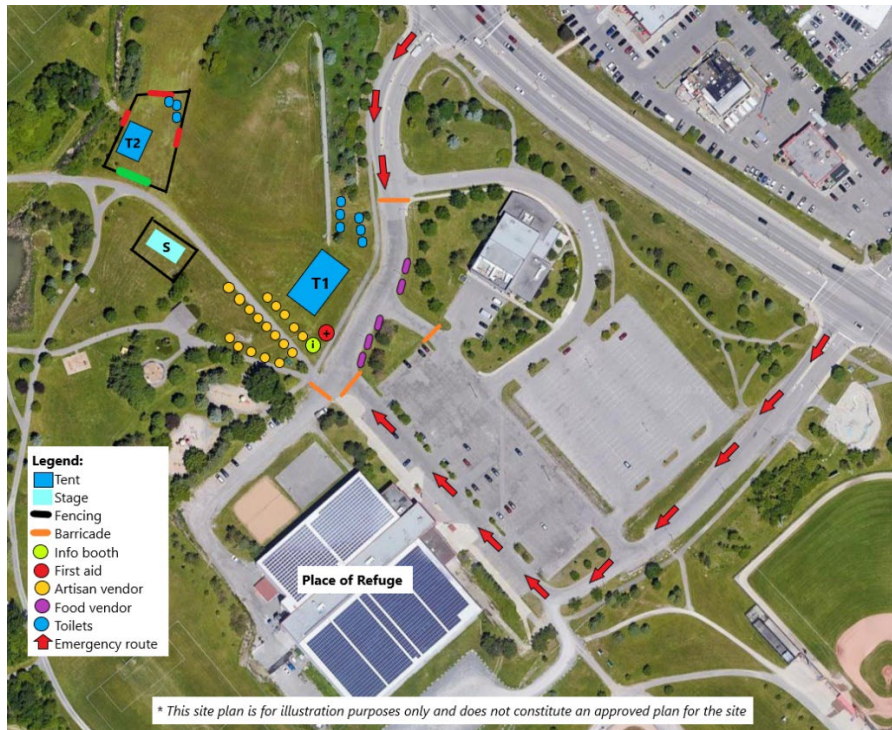 T2
S
T1
+
i
Legend:
Tent
Stage
Fencing
Barricade
Info booth
First aid
Artisan vendor
Food vendor
Toilets
Emergency route
Place of Refuge
* This site plan is for illustration purposes only and does not constitute an approved plan for the site